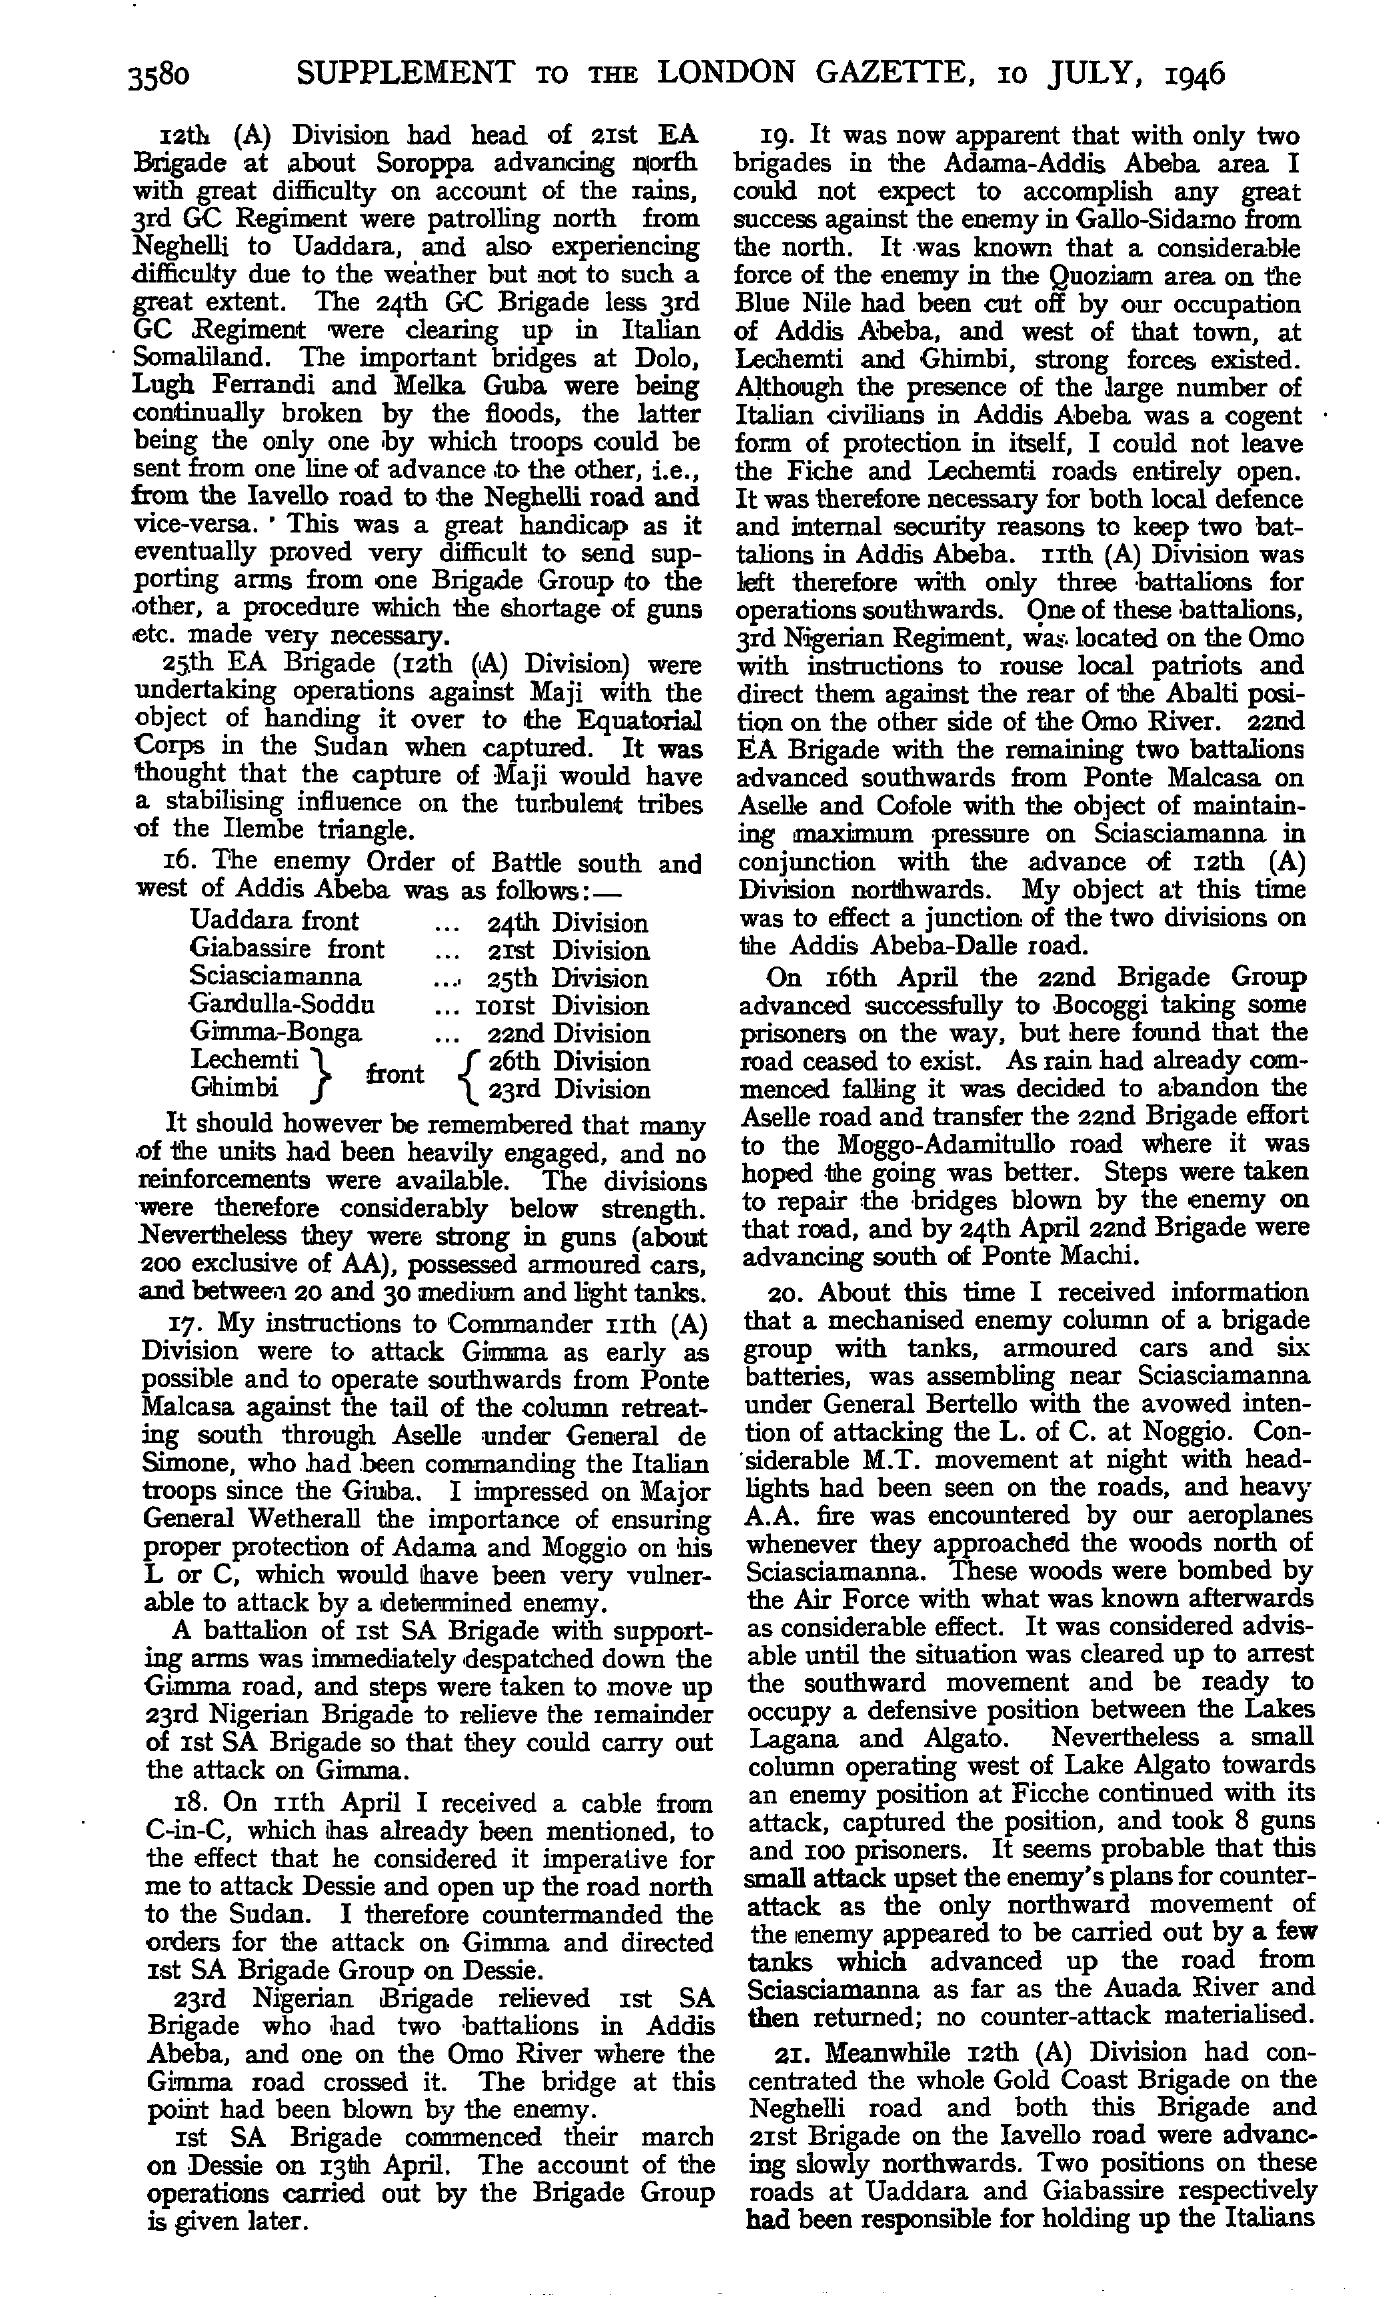 3580 SUPPLEMENT TO THE LONDON GAZETTE, 10 JULY, 1946
12th (A) Division had head of 21st EA
Brigade at about Soroppa advancing north
with great difficulty on account of the rains,
3rd GC Regiment were patrolling north from
Neghelli to Uaddara, and also experiencing
difficulty due to the weather but not to such a
great extent. The 24th GC Brigade less 3rd
GC Regiment were clearing up in Italian
Somaliland. The important bridges at Dolo,
Lugh Ferrandi and Melka Guba were being
continually broken by the floods, the latter
being the only one by which troops could be
sent from one line of advance to the other, i.e.,
from the Iavello road to the Neghelli road and
vice-versa. This was a great handicap as it
eventually proved very difficult to send sup-
porting arms from one Brigade Group to the
other, a procedure which the shortage of guns
etc. made very necessary.
25th EA Brigade (12th (A) Division) were
undertaking operations against Maji with the
object of handing it over to the Equatorial
Corps in the Sudan when captured. It was
thought that the capture of Maji would have
a stabilising influence on the turbulent tribes
of the Ilembe triangle.
16. The enemy Order of Battle south and
west of Addis Abeba was as follows:—
Uaddara front ... 24th Division
Giabassire front ... 21st Division
Sciasciamanna ... 25th Division
Gardulla-Soddu ... 101st Division
Gimma-Bonga ... 22nd Division
Lechemti } front { 26th Division
Ghimbi } { 23rd Division
It should however be remembered that many
of the units had been heavily engaged, and no
reinforcements were available. The divisions
were therefore considerably below strength.
Nevertheless they were strong in guns (about
200 exclusive of AA), possessed armoured cars,
and between 20 and 30 medium and light tanks.
17. My instructions to Commander 11th (A)
Division were to attack Gimma as early as
possible and to operate southwards from Ponte
Malcasa against the tail of the column retreat-
ing south through Aselle under General de
Simone, who had been commanding the Italian
troops since the Giuba. I impressed on Major
General Wetherall the importance of ensuring
proper protection of Adama and Moggio on his
L or C, which would have been very vulner-
able to attack by a determined enemy.
A battalion of 1st SA Brigade with support-
ing arms was immediately despatched down the
Gimma road, and steps were taken to move up
23rd Nigerian Brigade to relieve the remainder
of 1st SA Brigade so that they could carry out
the attack on Gimma.
18. On 11th April I received a cable from
C-in-C, which has already been mentioned, to
the effect that he considered it imperative for
me to attack Dessie and open up the road north
to the Sudan. I therefore countermanded the
orders for the attack on Gimma and directed
1st SA Brigade Group on Dessie.
23rd Nigerian Brigade relieved 1st SA
Brigade who had two battalions in Addis
Abeba, and one on the Omo River where the
Gimma road crossed it. The bridge at this
point had been blown by the enemy.
1st SA Brigade commenced their march
on Dessie on 13th April. The account of the
operations carried out by the Brigade Group
is given later.
19. It was now apparent that with only two
brigades in the Adama-Addis Abeba area I
could not expect to accomplish any great
success against the enemy in Gallo-Sidamo from
the north. It was known that a considerable
force of the enemy in the Quoziam area on the
Blue Nile had been cut off by our occupation
of Addis Abeba, and west of that town, at
Lechemti and Ghimbi, strong forces existed.
Although the presence of the large number of
Italian civilians in Addis Abeba was a cogent
form of protection in itself, I could not leave
the Fiche and Lechemti roads entirely open.
It was therefore necessary for both local defence
and internal security reasons to keep two bat-
talions in Addis Abeba. 11th (A) Division was
left therefore with only three battalions for
operations southwards. One of these battalions,
3rd Nigerian Regiment, was located on the Omo
with instructions to rouse local patriots and
direct them against the rear of the Abalti posi-
tion on the other side of the Omo River. 22nd
EA Brigade with the remaining two battalions
advanced southwards from Ponte Malcasa on
Aselle and Cofole with the object of maintain-
ing maximum pressure on Sciasciamanna in
conjunction with the advance of 12th (A)
Division northwards. My object at this time
was to effect a junction of the two divisions on
the Addis Abeba-Dalle road.
On 16th April the 22nd Brigade Group
advanced successfully to Bocoggi taking some
prisoners on the way, but here found that the
road ceased to exist. As rain had already com-
menced falling it was decided to abandon the
Aselle road and transfer the 22nd Brigade effort
to the Moggo-Adamitullo road where it was
hoped the going was better. Steps were taken
to repair the bridges blown by the enemy on
that road, and by 24th April 22nd Brigade were
advancing south of Ponte Machi.
20. About this time I received information
that a mechanised enemy column of a brigade
group with tanks, armoured cars and six
batteries, was assembling near Sciasciamanna
under General Bertello with the avowed inten-
tion of attacking the L. of C. at Noggio. Con-
siderable M.T. movement at night with head-
lights had been seen on the roads, and heavy
A.A. fire was encountered by our aeroplanes
whenever they approached the woods north of
Sciasciamanna. These woods were bombed by
the Air Force with what was known afterwards
as considerable effect. It was considered advis-
able until the situation was cleared up to arrest
the southward movement and be ready to
occupy a defensive position between the Lakes
Lagana and Algato. Nevertheless a small
column operating west of Lake Algato towards
an enemy position at Ficche continued with its
attack, captured the position, and took 8 guns
and 100 prisoners. It seems probable that this
small attack upset the enemy's plans for counter-
attack as the only northward movement of
the enemy appeared to be carried out by a few
tanks which advanced up the road from
Sciasciamanna as far as the Auada River and
then returned; no counter-attack materialised.
21. Meanwhile 12th (A) Division had con-
centrated the whole Gold Coast Brigade on the
Neghelli road and both this Brigade and
21st Brigade on the Iavello road were advanc-
ing slowly northwards. Two positions on these
roads at Uaddara and Giabassire respectively
had been responsible for holding up the Italians